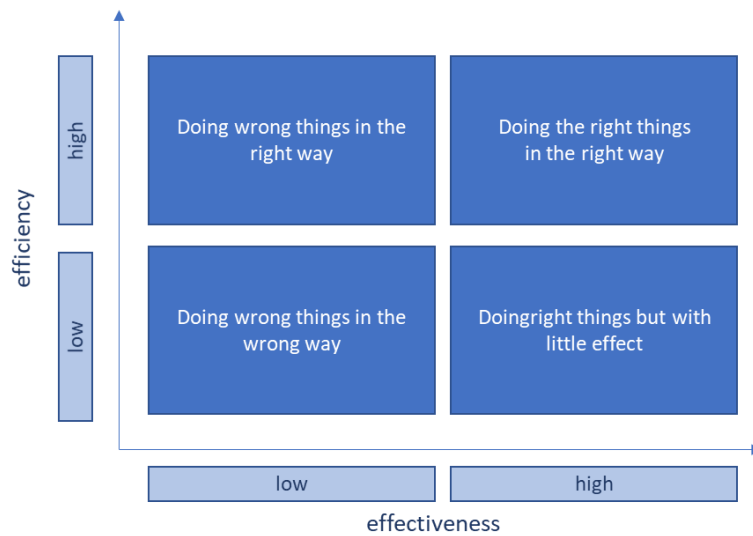 high
Doing wrong things in the
right way
Doing the right things
in the right way
efficiency
low
Doing wrong things in the
wrong way
Doingright things but with
little effect
low
high
effectiveness